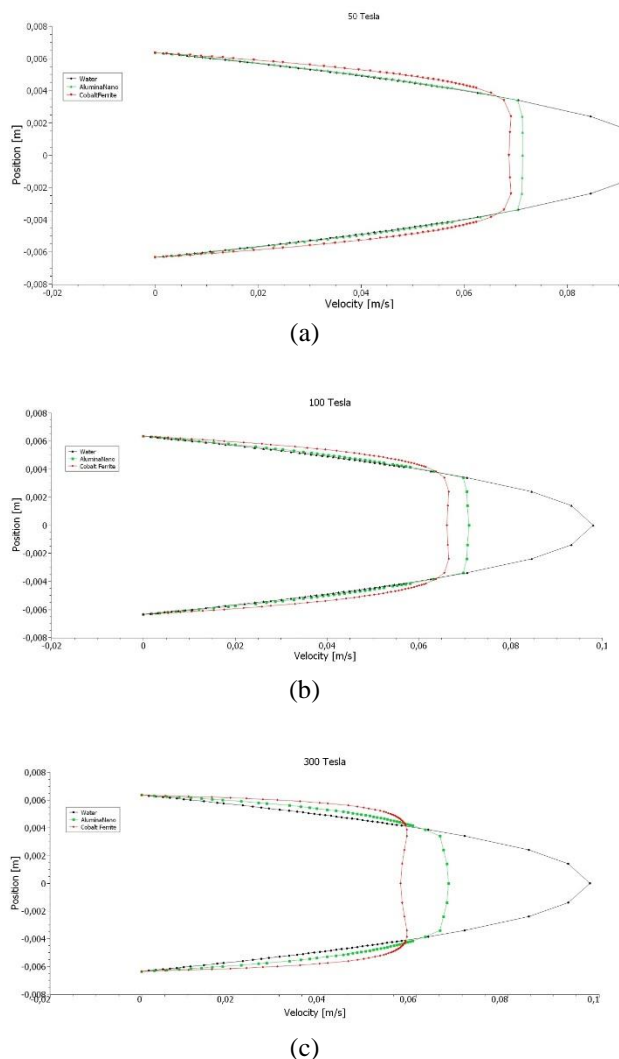 50 Tesla
0,008
0,006
0,004
0,002
0
-0,002
-0,004
-0,006
-0,008
Position [m]
Water
AluminaNano
CobaltFerrite
-0,02
0
0,02
0,04
0,06
0,08
Velocity [m/s]
(a)
100 Tesla
0,008
0,006
0,004
0,002
0
-0,002
-0,004
-0,006
-0,008
Position [m]
Water
AluminaNano
Cobalt Ferrite
-0,02
0
0,02
0,04
0,06
0,08
0,1
Velocity [m/s]
(b)
300 Tesla
0,008
0,006
0,004
0,002
0
-0,002
-0,004
-0,006
-0,008
Position [m]
Water
AluminaNano
Cobalt Ferrite
-0,02
0
0,02
0,04
0,06
0,08
0,1
Velocity [m/s]
(c)